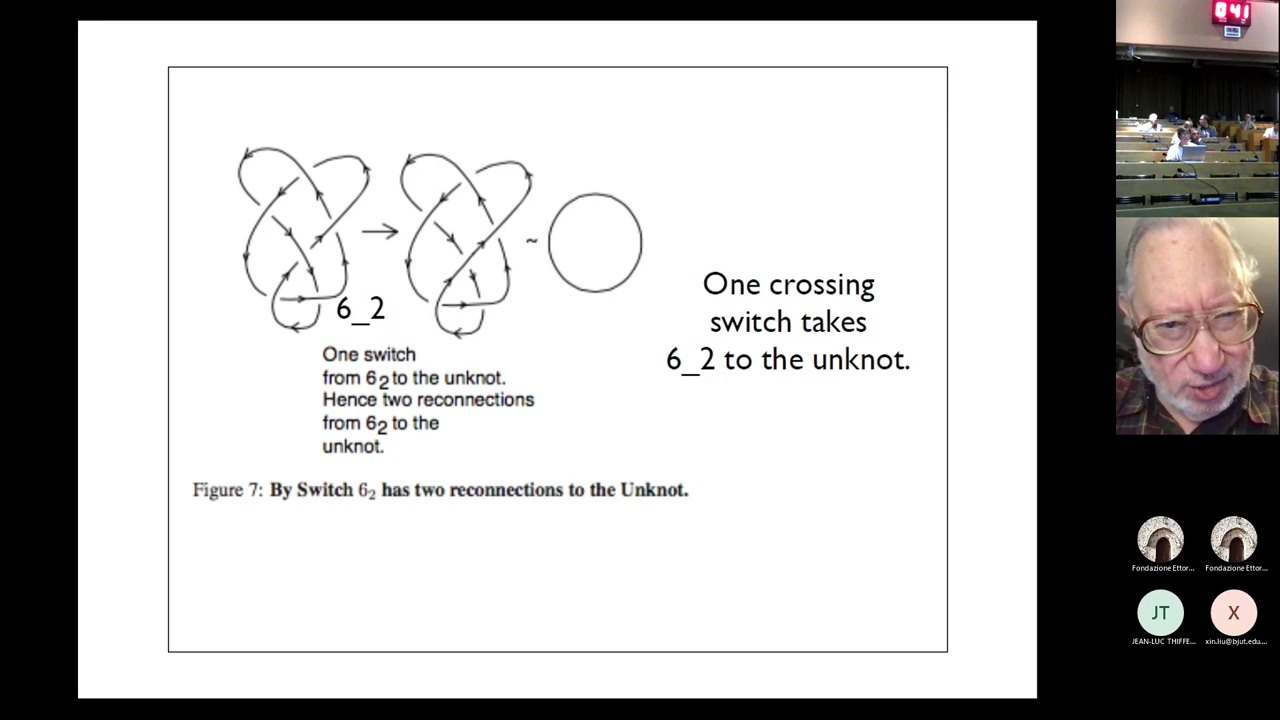 041
6_2
~
One crossing
switch takes
6_2 to the unknot.
One switch
from 6₂ to the unknot.
Hence two reconnections
from 6₂ to the
unknot.
Figure 7: By Switch 6₂ has two reconnections to the Unknot.
Fondazione Ettor...
Fondazione Ettor...
JT
X
JEAN-LUC THIFFE...
xin.liu@bjut.edu....